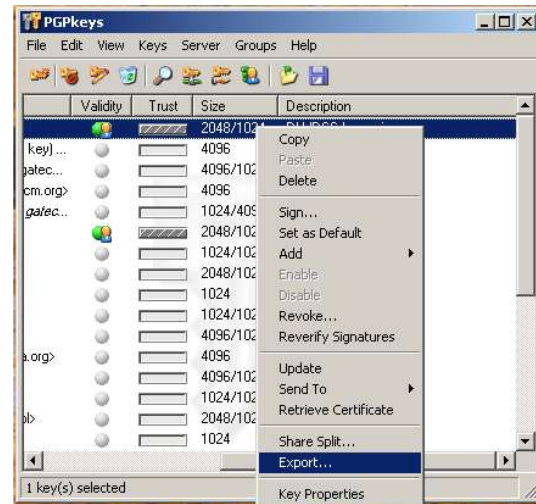 PGPkeys
File Edit View Keys Server Groups Help
Validity Trust Size Description
2048/1024
key) ... 4096
gatec... 4096/102
cm.org> 4096
gatec... 1024/409
2048/102
1024/102
2048/102
1024
1024/102
4096/102
a.org> 4096
4096/102
1024/102
ol> 2048/102
1024
Copy
Paste
Delete
Sign...
Set as Default
Add
Enable
Disable
Revoke...
Reverify Signatures
Update
Send To
Retrieve Certificate
Share Split...
Export...
Key Properties
1 key(s) selected